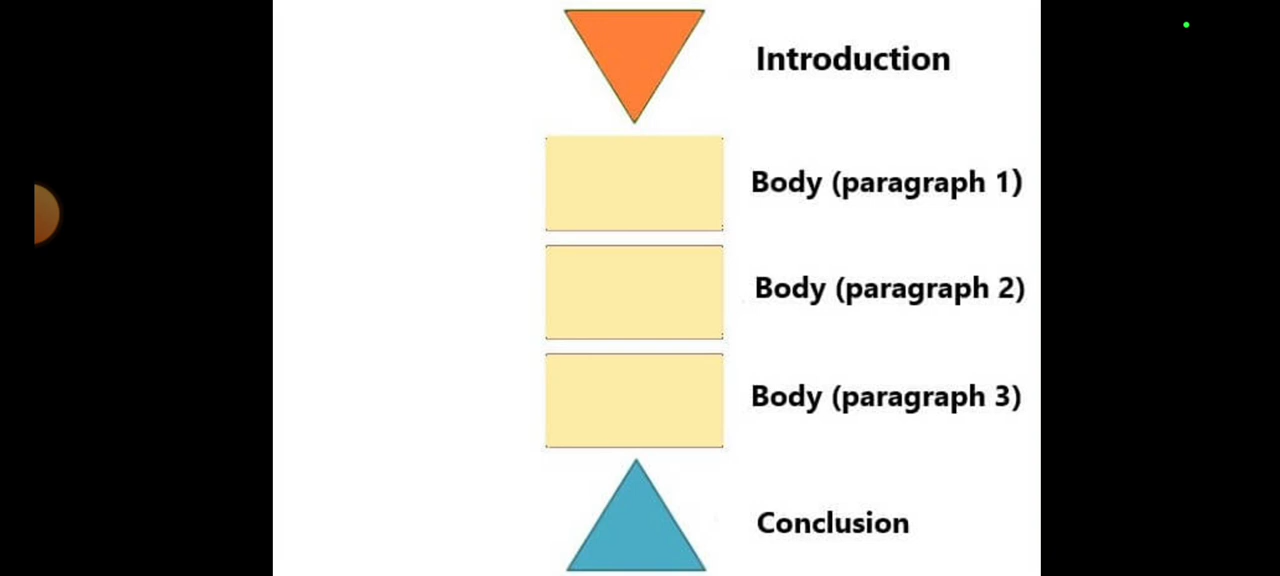 Introduction
Body (paragraph 1)
Body (paragraph 2)
Body (paragraph 3)
Conclusion